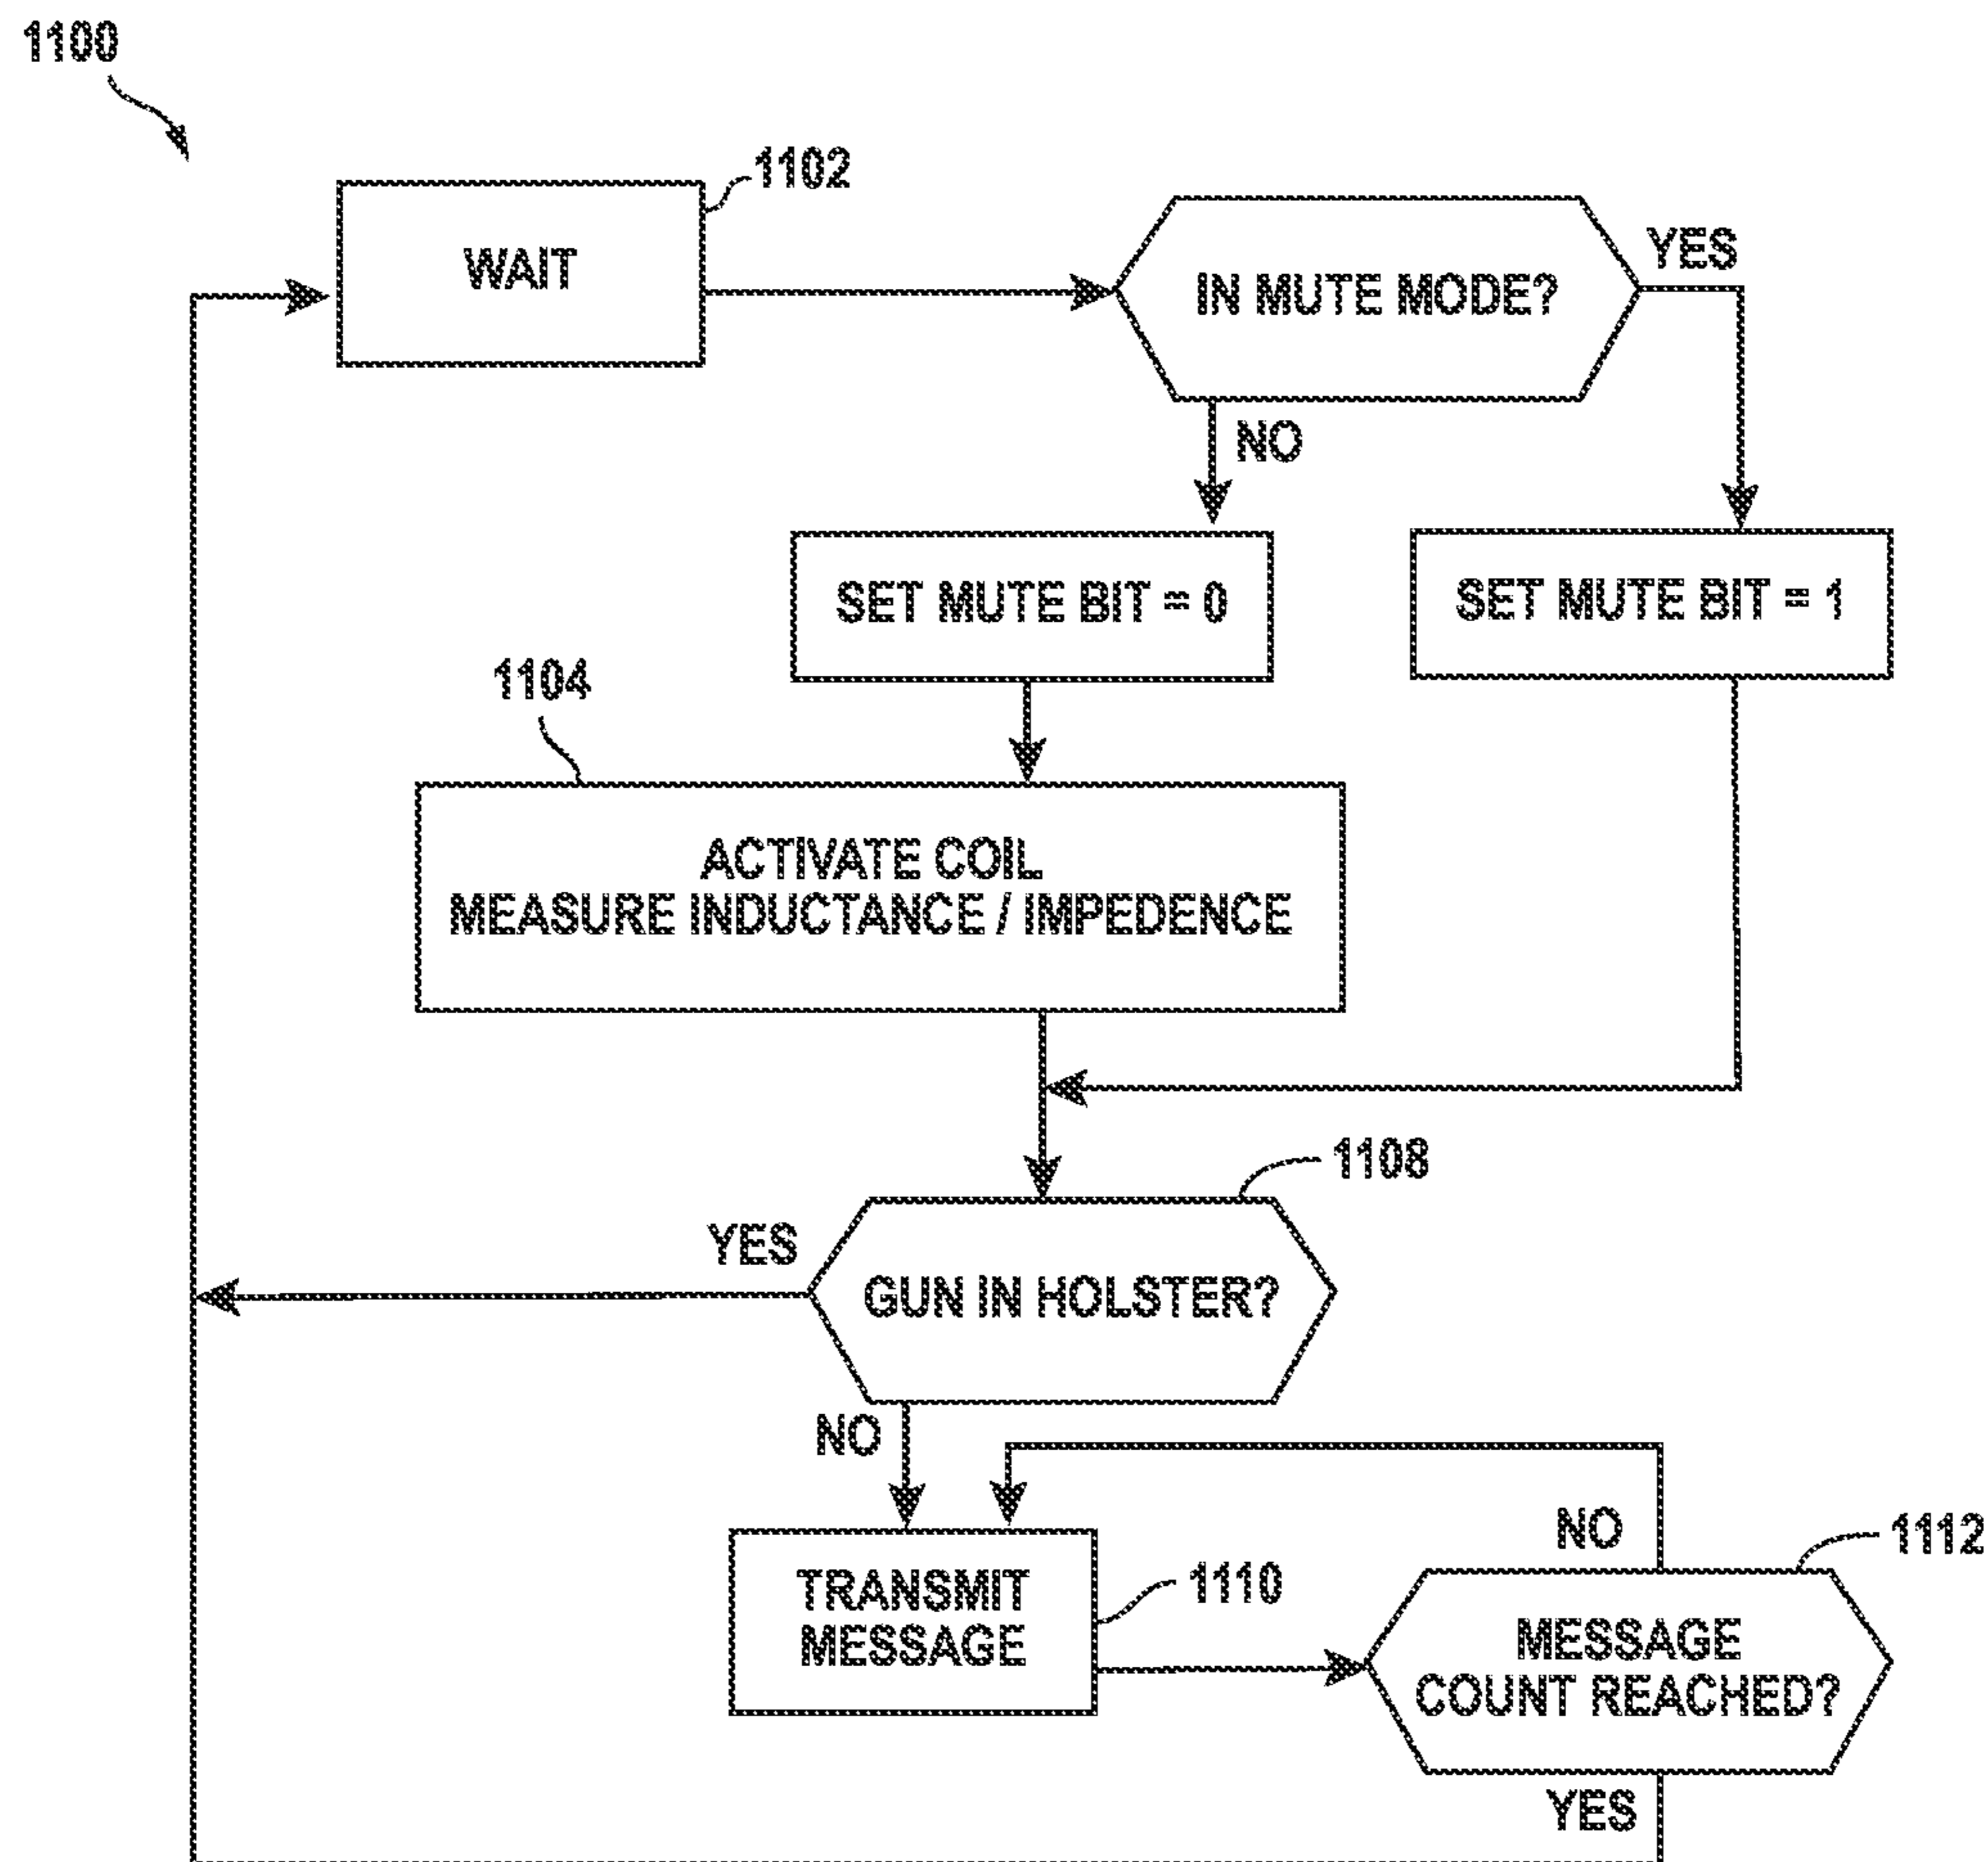 1100
1102
WAIT
IN MUTE MODE?
YES
NO
SET MUTE BIT = 0
SET MUTE BIT = 1
1104
ACTIVATE COIL
MEASURE INDUCTANCE / IMPEDENCE
1108
YES
GUN IN HOLSTER?
NO
NO
1112
TRANSMIT
MESSAGE
1110
MESSAGE
COUNT REACHED?
YES